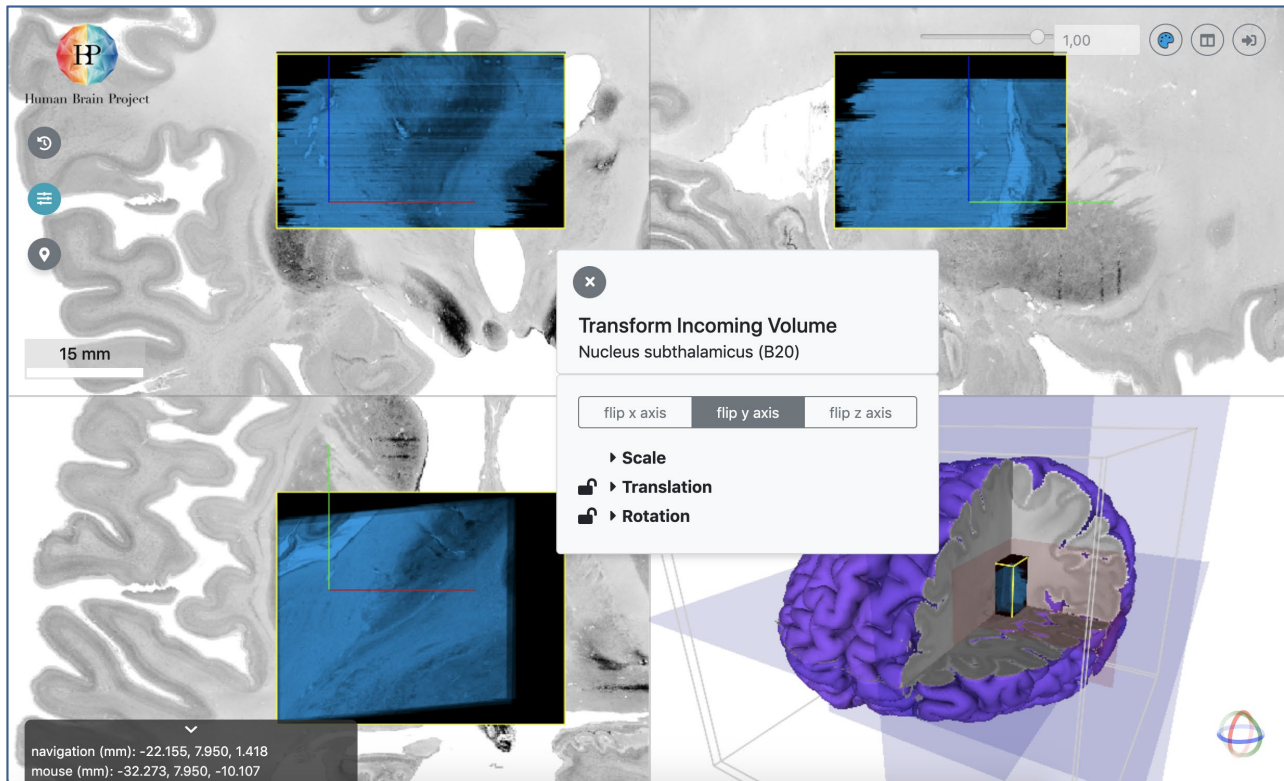 HP
Human Brain Project
1,00
15 mm
Transform Incoming Volume
Nucleus subthalamicus (B20)
flip x axis
flip y axis
flip z axis
Scale
Translation
Rotation
navigation (mm): -22.155, 7.950, 1.418
mouse (mm): -32.273, 7.950, -10.107